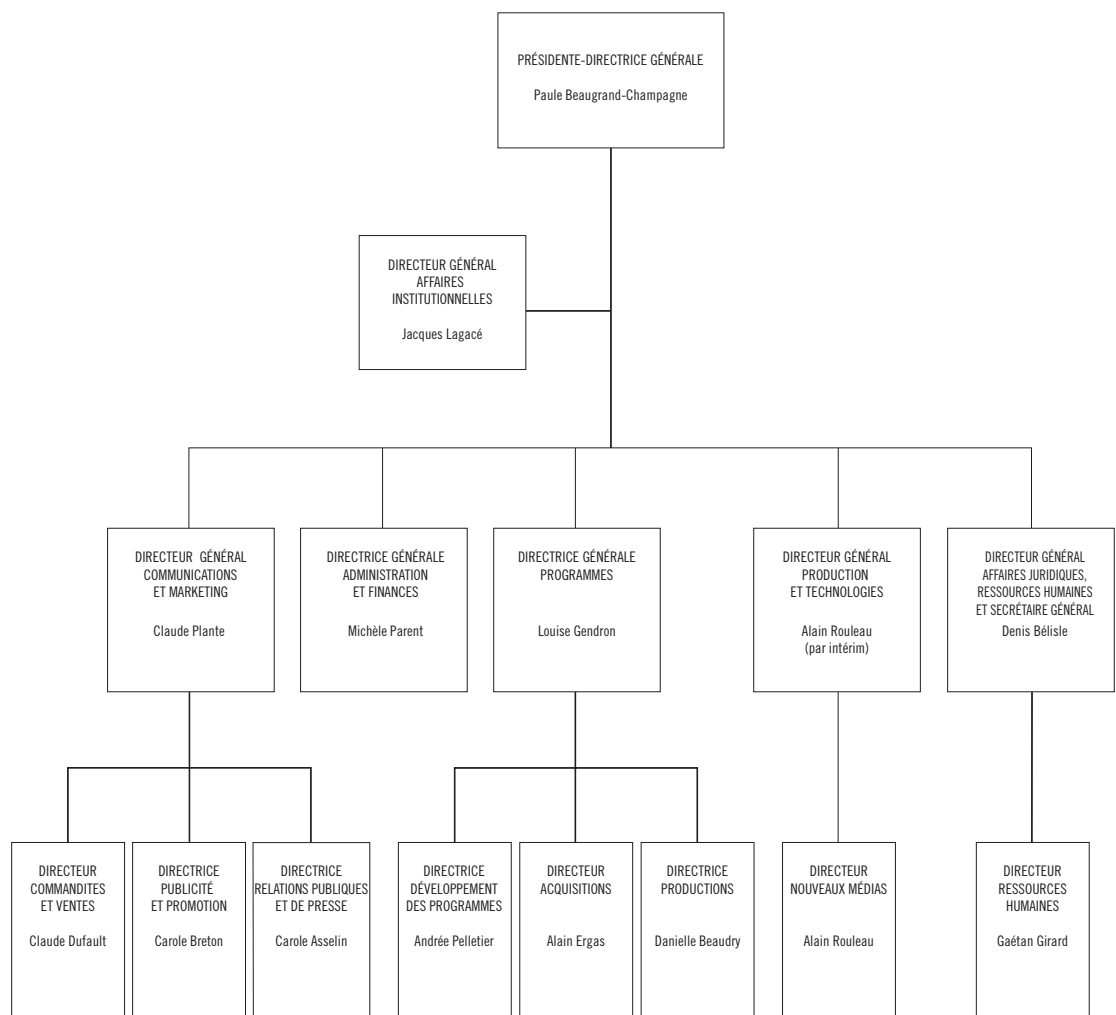 PRÉSIDENTE-DIRECTRICE GÉNÉRALE
Paule Beaugrand-Champagne
DIRECTEUR GÉNÉRAL
AFFAIRES
INSTITUTIONNELLES
Jacques Lagacé
DIRECTEUR GÉNÉRAL
COMMUNICATIONS
ET MARKETING
Claude Plante
DIRECTRICE GÉNÉRALE
ADMINISTRATION
ET FINANCES
Michèle Parent
DIRECTRICE GÉNÉRALE
PROGRAMMES
Louise Gendron
DIRECTEUR GÉNÉRAL
PRODUCTION
ET TECHNOLOGIES
Alain Rouleau
(par intérim)
DIRECTEUR GÉNÉRAL
AFFAIRES JURIDIQUES,
RESSOURCES HUMAINES
ET SECRÉTAIRE GÉNÉRAL
Denis Bélisle
DIRECTEUR
COMMANDITES
ET VENTES
Claude Dufault
DIRECTRICE
PUBLICITÉ
ET PROMOTION
Carole Breton
DIRECTRICE
RELATIONS PUBLIQUES
ET DE PRESSE
Carole Asselin
DIRECTRICE
DÉVELOPPEMENT
DES PROGRAMMES
Andrée Pelletier
DIRECTEUR
ACQUISITIONS
Alain Ergas
DIRECTRICE
PRODUCTIONS
Danielle Beaudry
DIRECTEUR
NOUVEAUX MÉDIAS
Alain Rouleau
DIRECTEUR
RESSOURCES
HUMAINES
Gaétan Girard